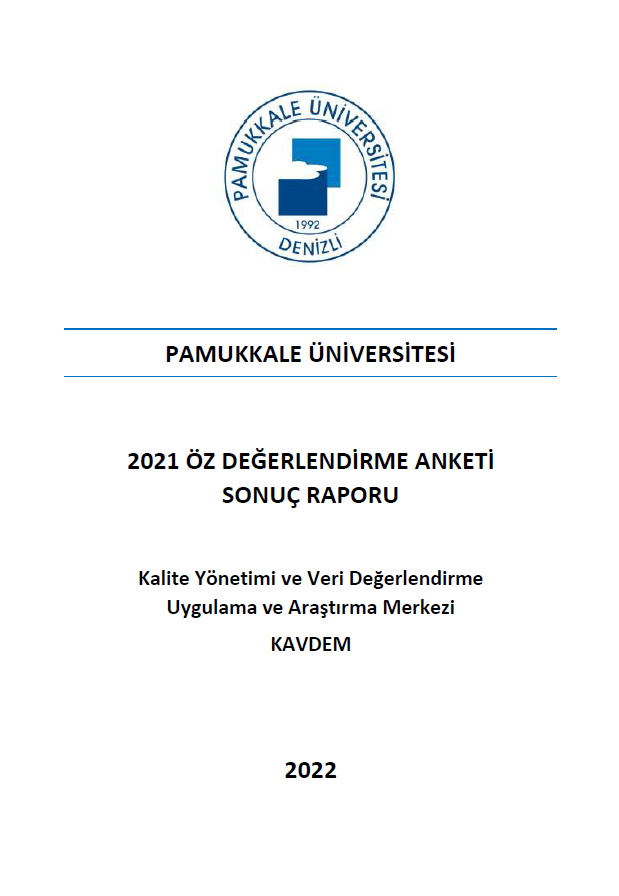 PAMUKKALE ÜNİVERSİTESİ
1992
DENİZLİ
PAMUKKALE ÜNİVERSİTESİ
2021 ÖZ DEĞERLENDİRME ANKETİ
SONUÇ RAPORU
Kalite Yönetimi ve Veri Değerlendirme
Uygulama ve Araştırma Merkezi
KAVDEM
2022